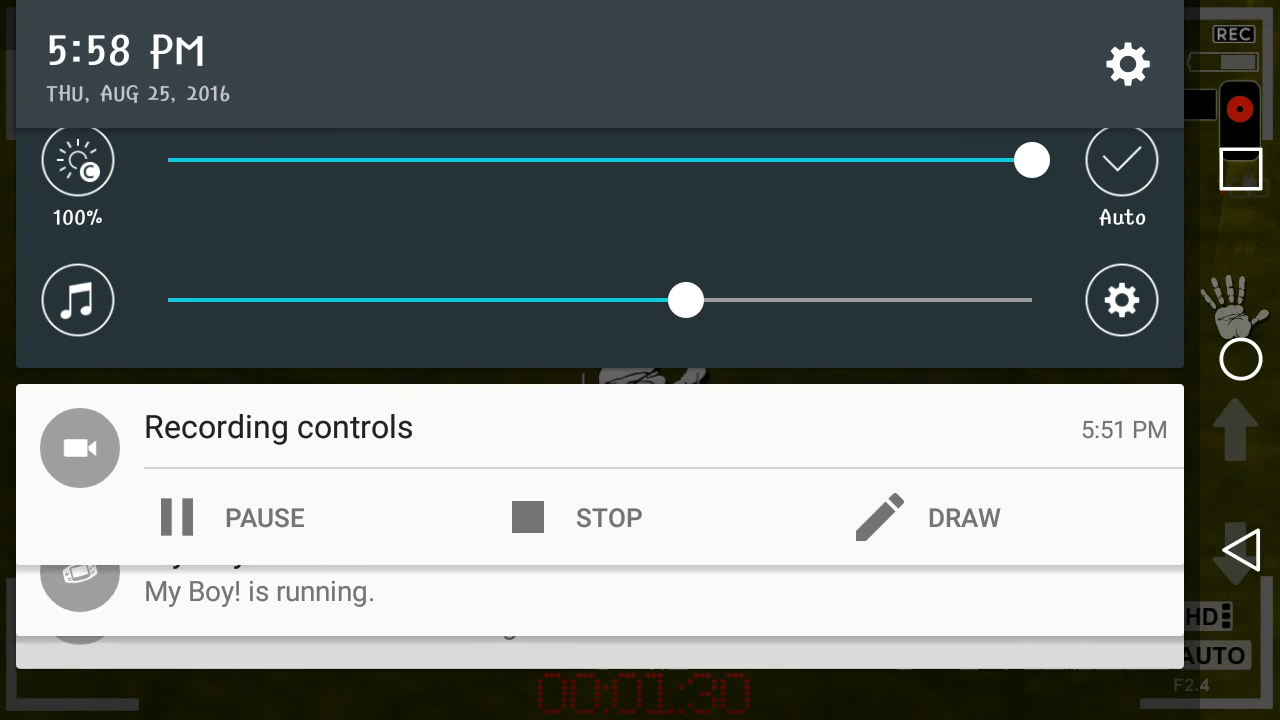 5:58 PM
THU, AUG 25, 2016
REC
100%
Auto
Recording controls
5:51 PM
PAUSE
STOP
DRAW
My Boy! is running.
HD
AUTO
F2.4
00:01:30